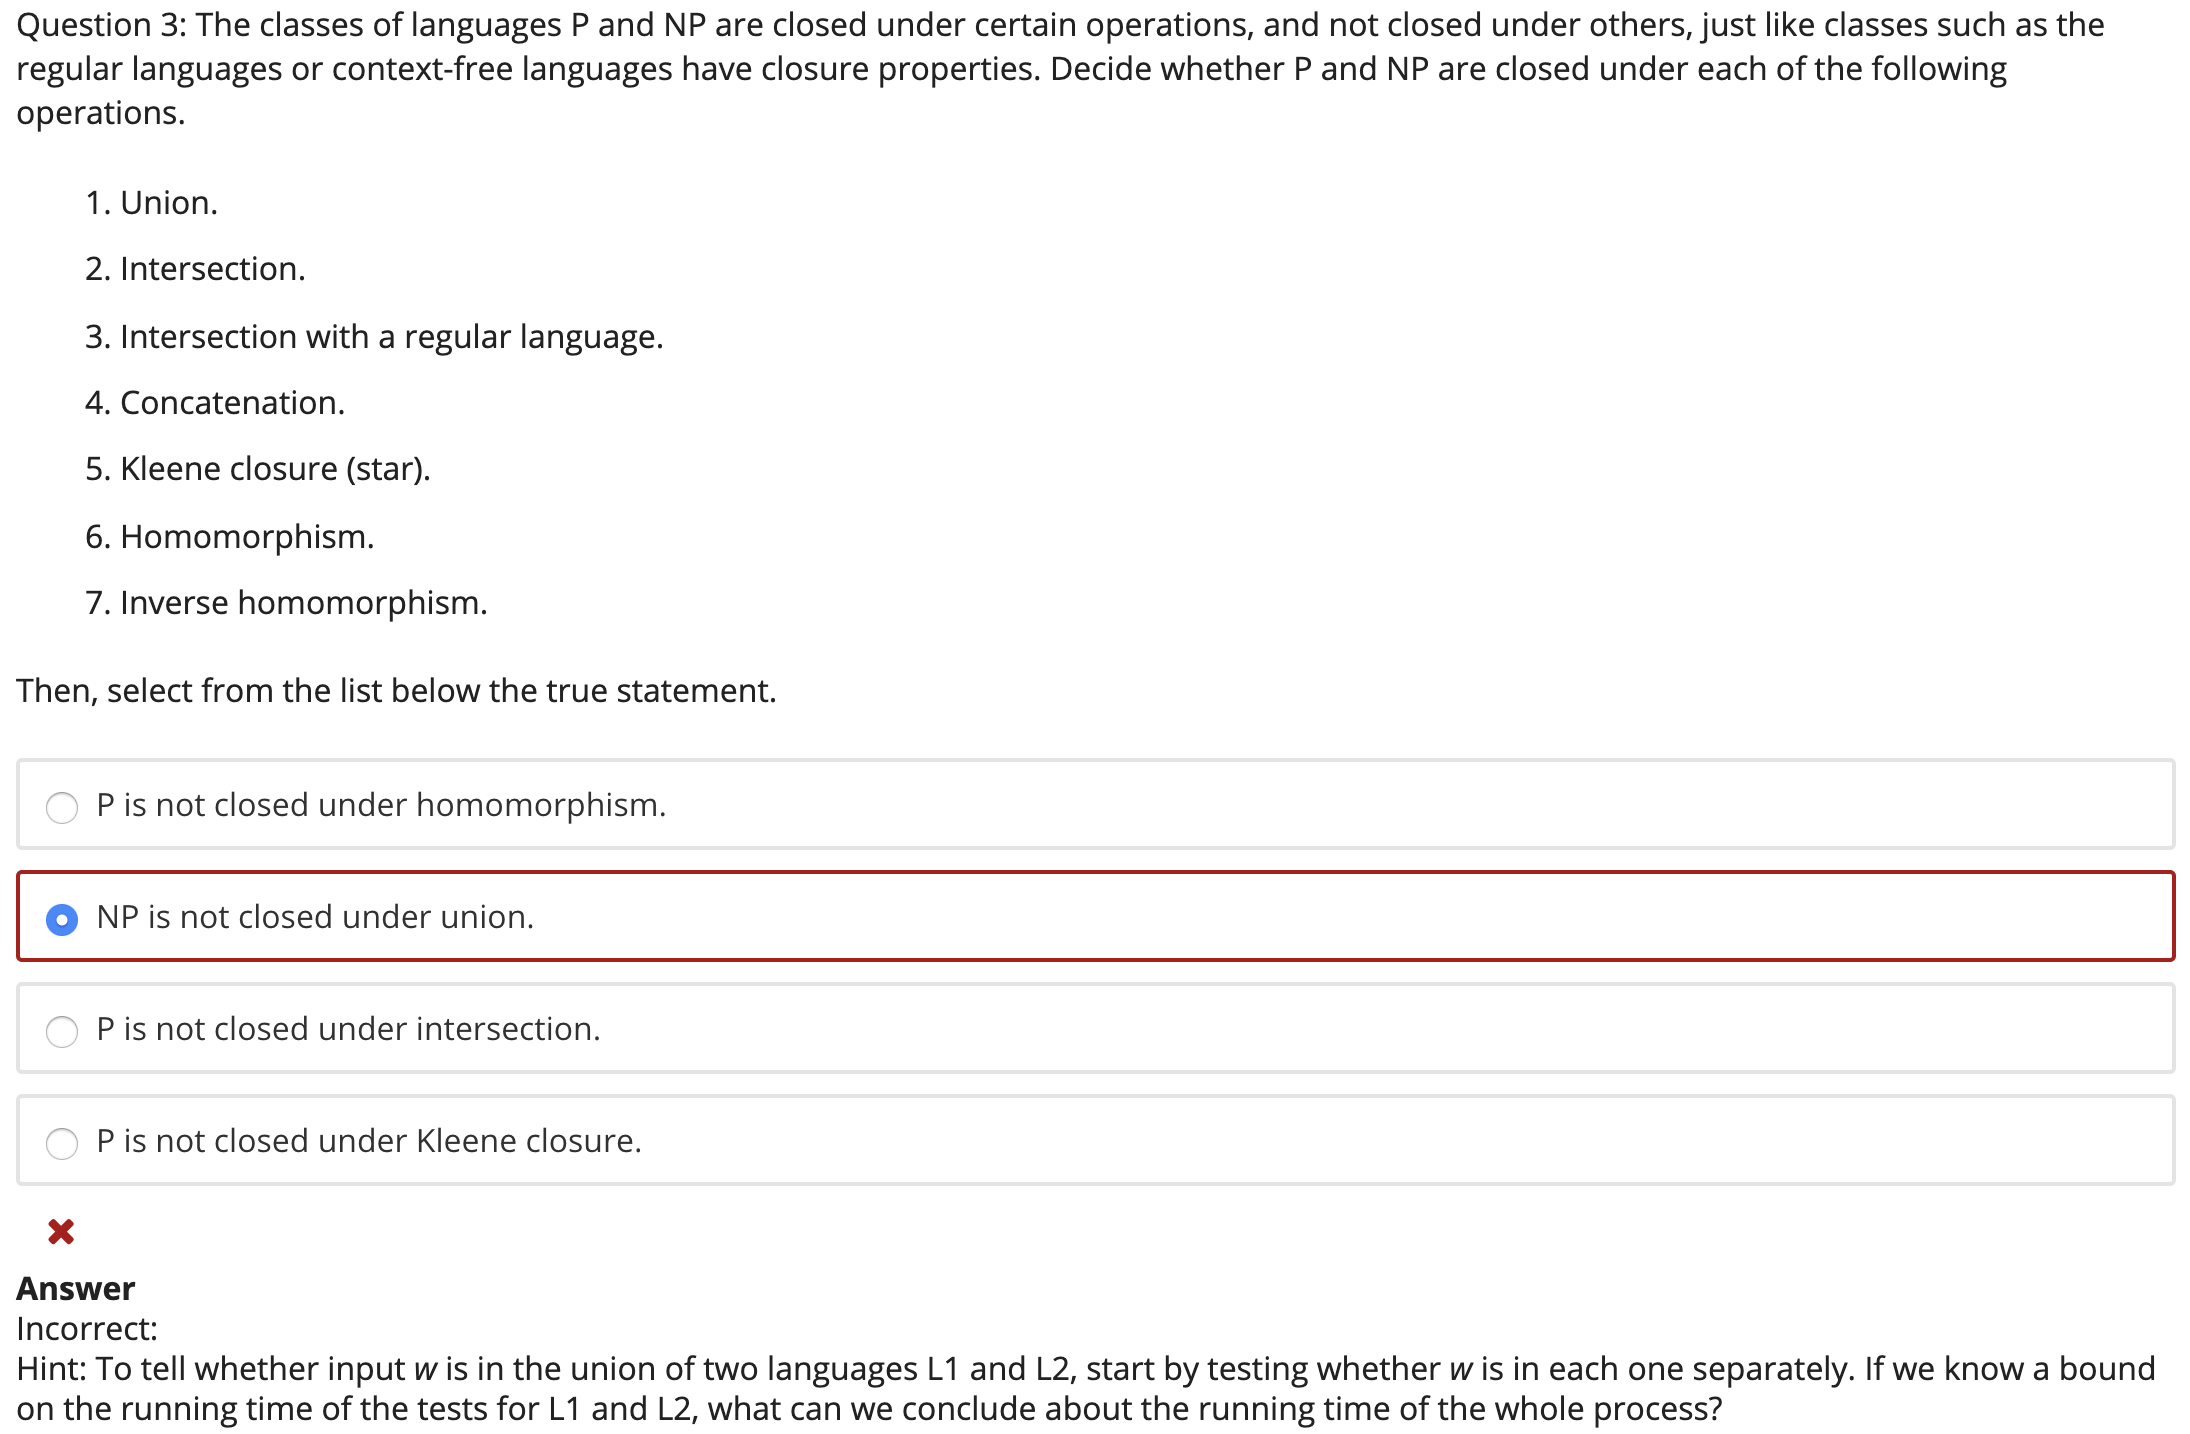 Question 3: The classes of languages P and NP are closed under certain operations, and not closed under others, just like classes such as the
regular languages or context-free languages have closure properties. Decide whether P and NP are closed under each of the following
operations.
1. Union.
2. Intersection.
3. Intersection with a regular language.
4. Concatenation.
5. Kleene closure (star).
6. Homomorphism.
7. Inverse homomorphism.
Then, select from the list below the true statement.
P is not closed under homomorphism.
NP is not closed under union.
P is not closed under intersection.
P is not closed under Kleene closure.
Answer
Incorrect:
Hint: To tell whether input w is in the union of two languages L1 and L2, start by testing whether w is in each one separately. If we know a bound
on the running time of the tests for L1 and L2, what can we conclude about the running time of the whole process?